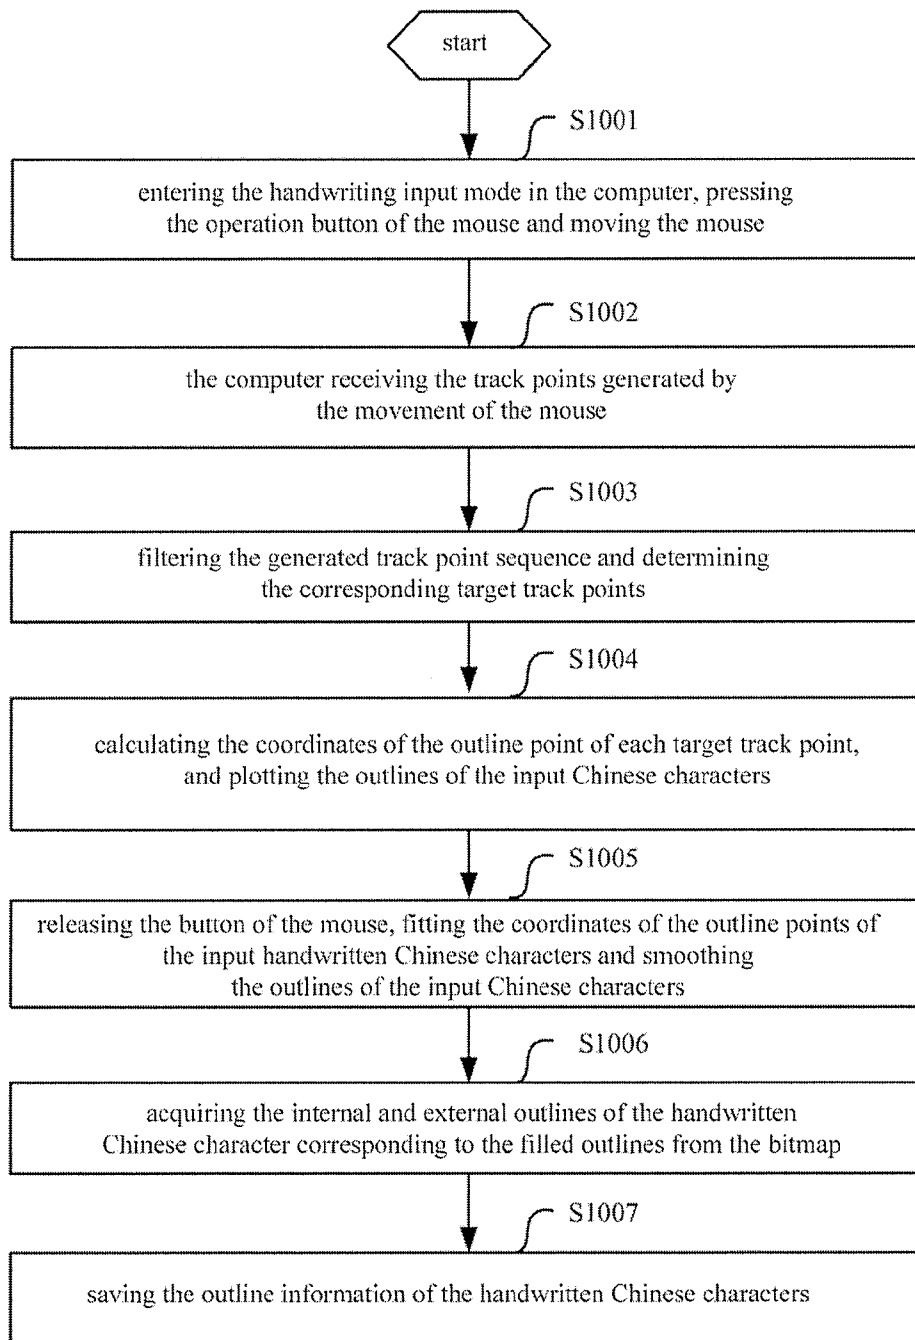 start
S1001
entering the handwriting input mode in the computer, pressing
the operation button of the mouse and moving the mouse
S1002
the computer receiving the track points generated by
the movement of the mouse
S1003
filtering the generated track point sequence and determining
the corresponding target track points
S1004
calculating the coordinates of the outline point of each target track point,
and plotting the outlines of the input Chinese characters
S1005
releasing the button of the mouse, fitting the coordinates of the outline points of
the input handwritten Chinese characters and smoothing
the outlines of the input Chinese characters
S1006
acquiring the internal and external outlines of the handwritten
Chinese character corresponding to the filled outlines from the bitmap
S1007
saving the outline information of the handwritten Chinese characters